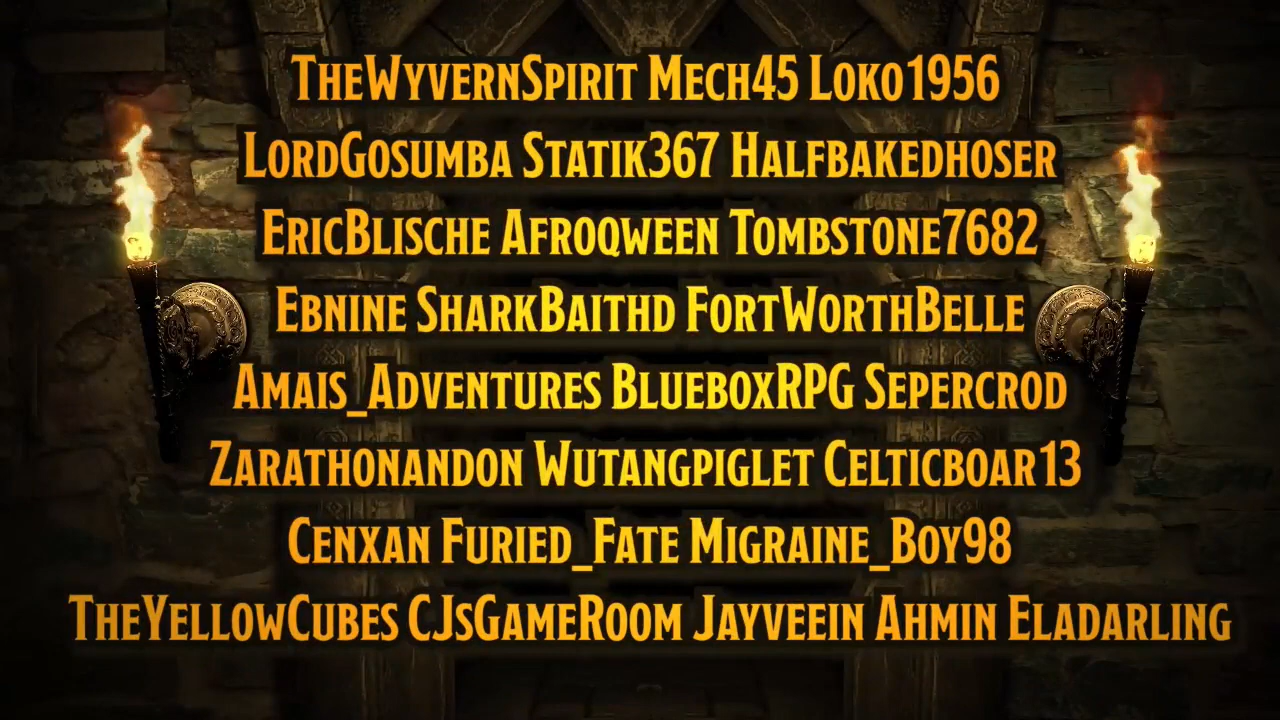 TheWyvernSpirit Mech45 Loko1956
LordGosumba Statik367 Halfbakedhoser
EricBlische Afroqween Tombstone7682
Ebnine SharkBaithd FortWorthBelle
Amais_Adventures BlueboxRPG Sepercrod
Zarathonandon Wutangpiglet Celticboar13
Cenxan Furied_Fate Migraine_Boy98
TheYellowCubes CJsGameRoom Jayveein Ahmin Eladarling